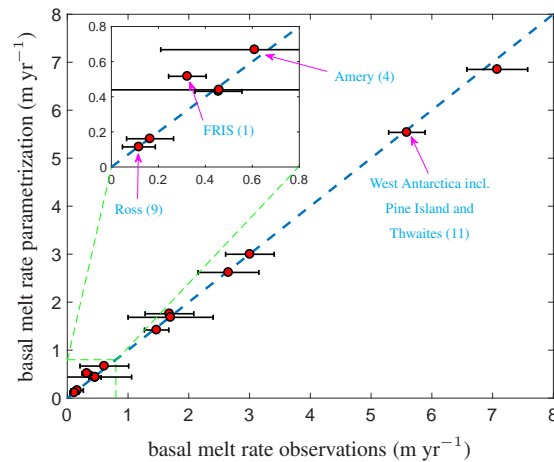 basal melt rate parametrization (m yr⁻¹)
8
7
6
5
4
3
2
1
0
0.8
0.6
0.4
0.2
0
0 0.2 0.4 0.6 0.8
Amery (4)
FRIS (1)
Ross (9)
West Antarctica incl.
Pine Island and
Thwaites (11)
0 1 2 3 4 5 6 7 8
basal melt rate observations (m yr⁻¹)